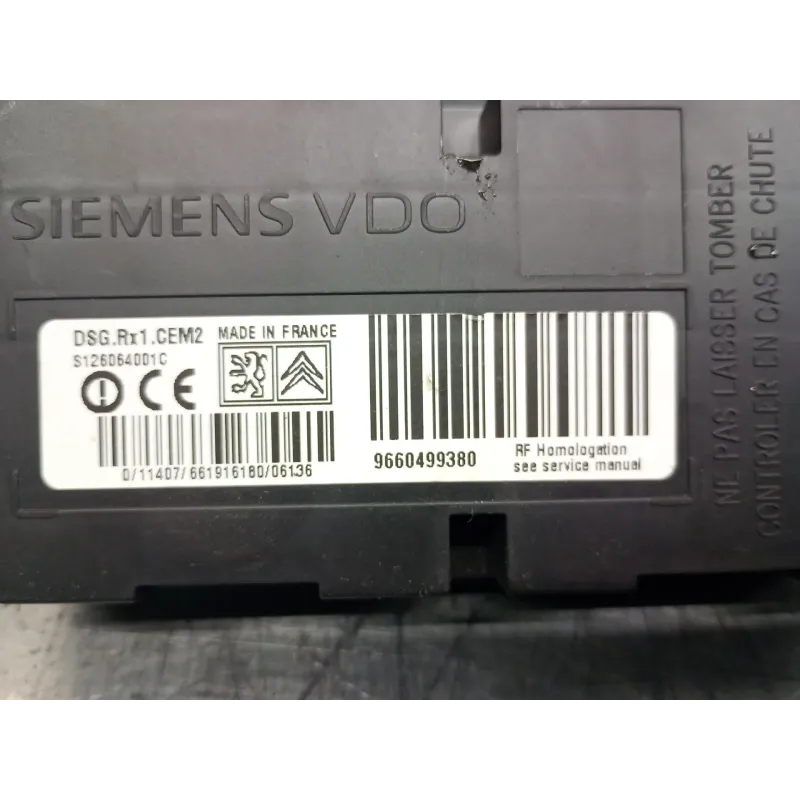 SIEMENS VDO
DSG.Rx1.CEM2 MADE IN FRANCE
S126064001C
CE
0/11407/661916180/06136
9660499380
RF Homologation
see service manual
NE PAS LAISSER TOMBER
CONTROLER EN CAS DE CHUTE